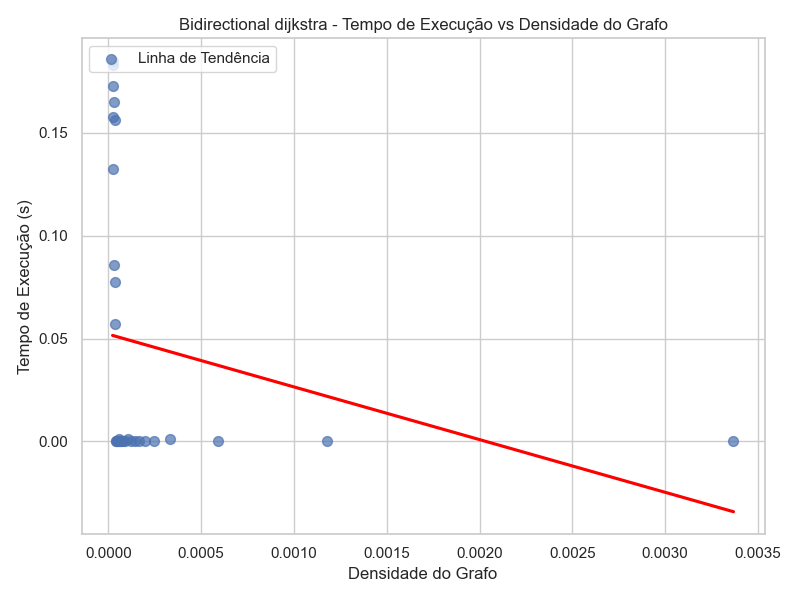 Bidirectional dijkstra - Tempo de Execução vs Densidade do Grafo
Linha de Tendência
Tempo de Execução (s)
0.15
0.10
0.05
0.00
0.0000 0.0005 0.0010 0.0015 0.0020 0.0025 0.0030 0.0035
Densidade do Grafo